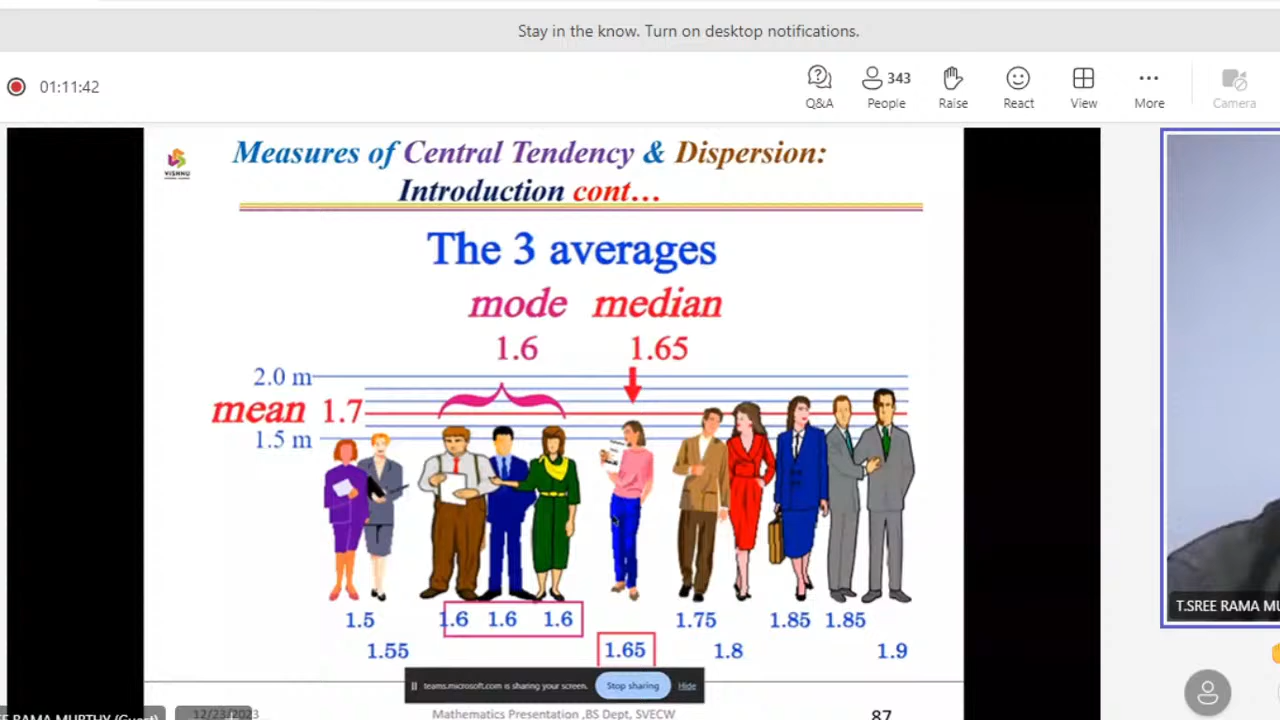 Stay in the know. Turn on desktop notifications.
01:11:42
343
Q&A People Raise React View More Camera
VISHNU
Measures of Central Tendency & Dispersion:
Introduction cont…
The 3 averages
mode median
1.6 1.65
2.0 m
mean 1.7
1.5 m
1.5 1.6 1.6 1.6 1.75 1.85 1.85
1.55 1.65 1.8 1.9
teams.microsoft.com is sharing your screen. Stop sharing Hide
T.SREE RAMA MU
12/23/2023 Mathematics Presentation ,BS Dept, SVECW 87